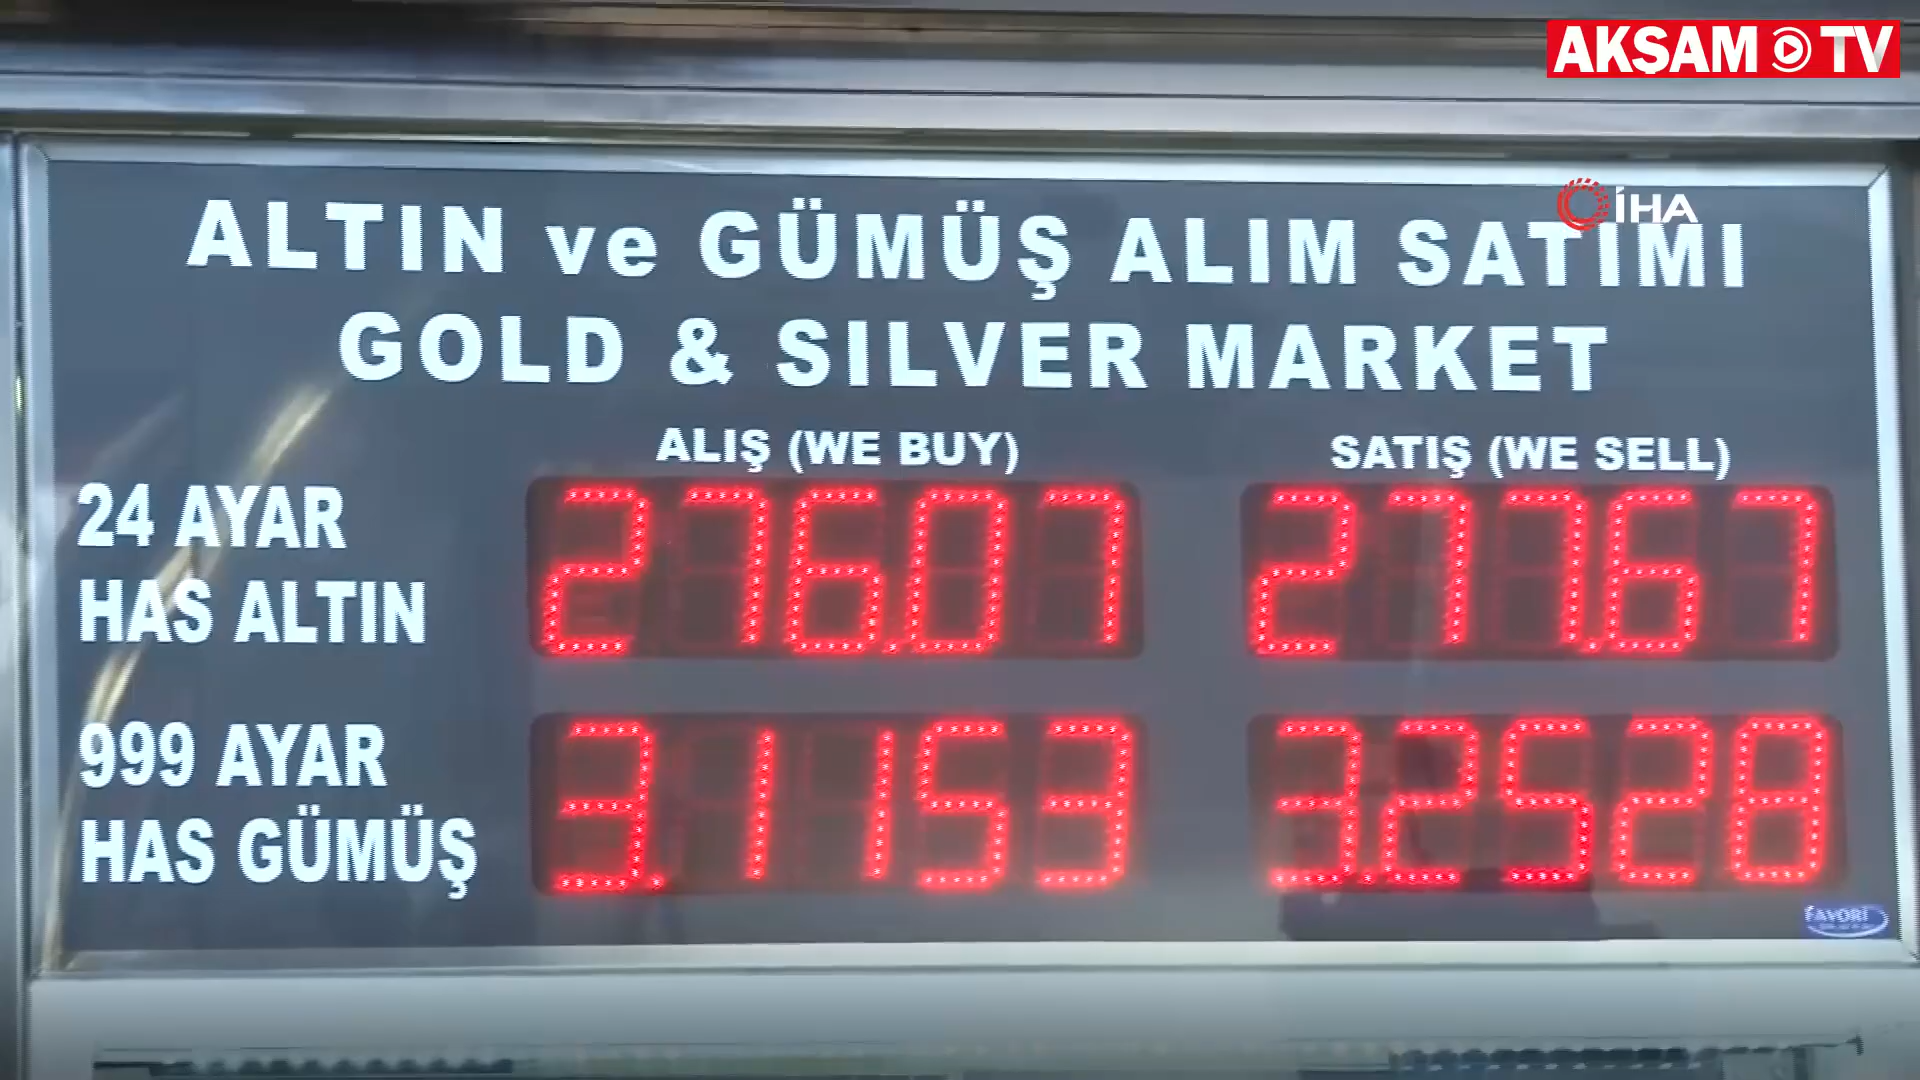 AKŞAM TV
İHA
ALTIN ve GÜMÜŞ ALIM SATIMI
GOLD & SILVER MARKET
ALIŞ (WE BUY) SATIŞ (WE SELL)
24 AYAR
HAS ALTIN 276.07 277.67
999 AYAR
HAS GÜMÜŞ 3.1153 3.2528
FAVORİ